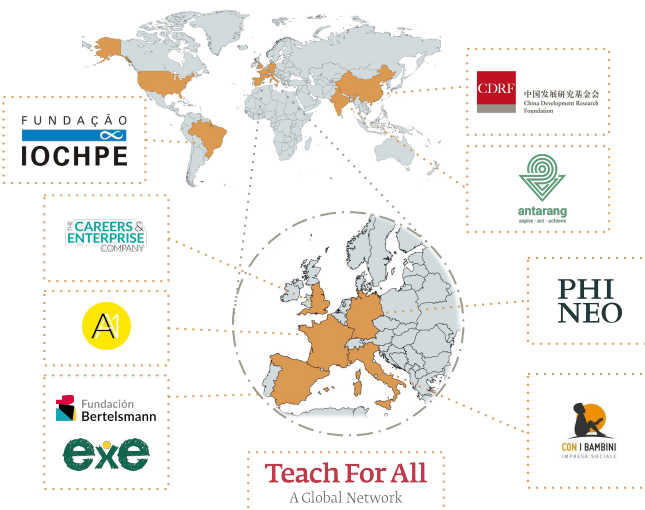 FUNDAÇÃO
IOCHPE
CDRF
中国发展研究基金会
China Development Research
Foundation
antarang
aspire · act · achieve
THE
CAREERS &
ENTERPRISE
COMPANY
A1
PHI
NEO
Fundación
Bertelsmann
exe
CON I BAMBINI
IMPRESA SOCIALE
Teach For All
A Global Network